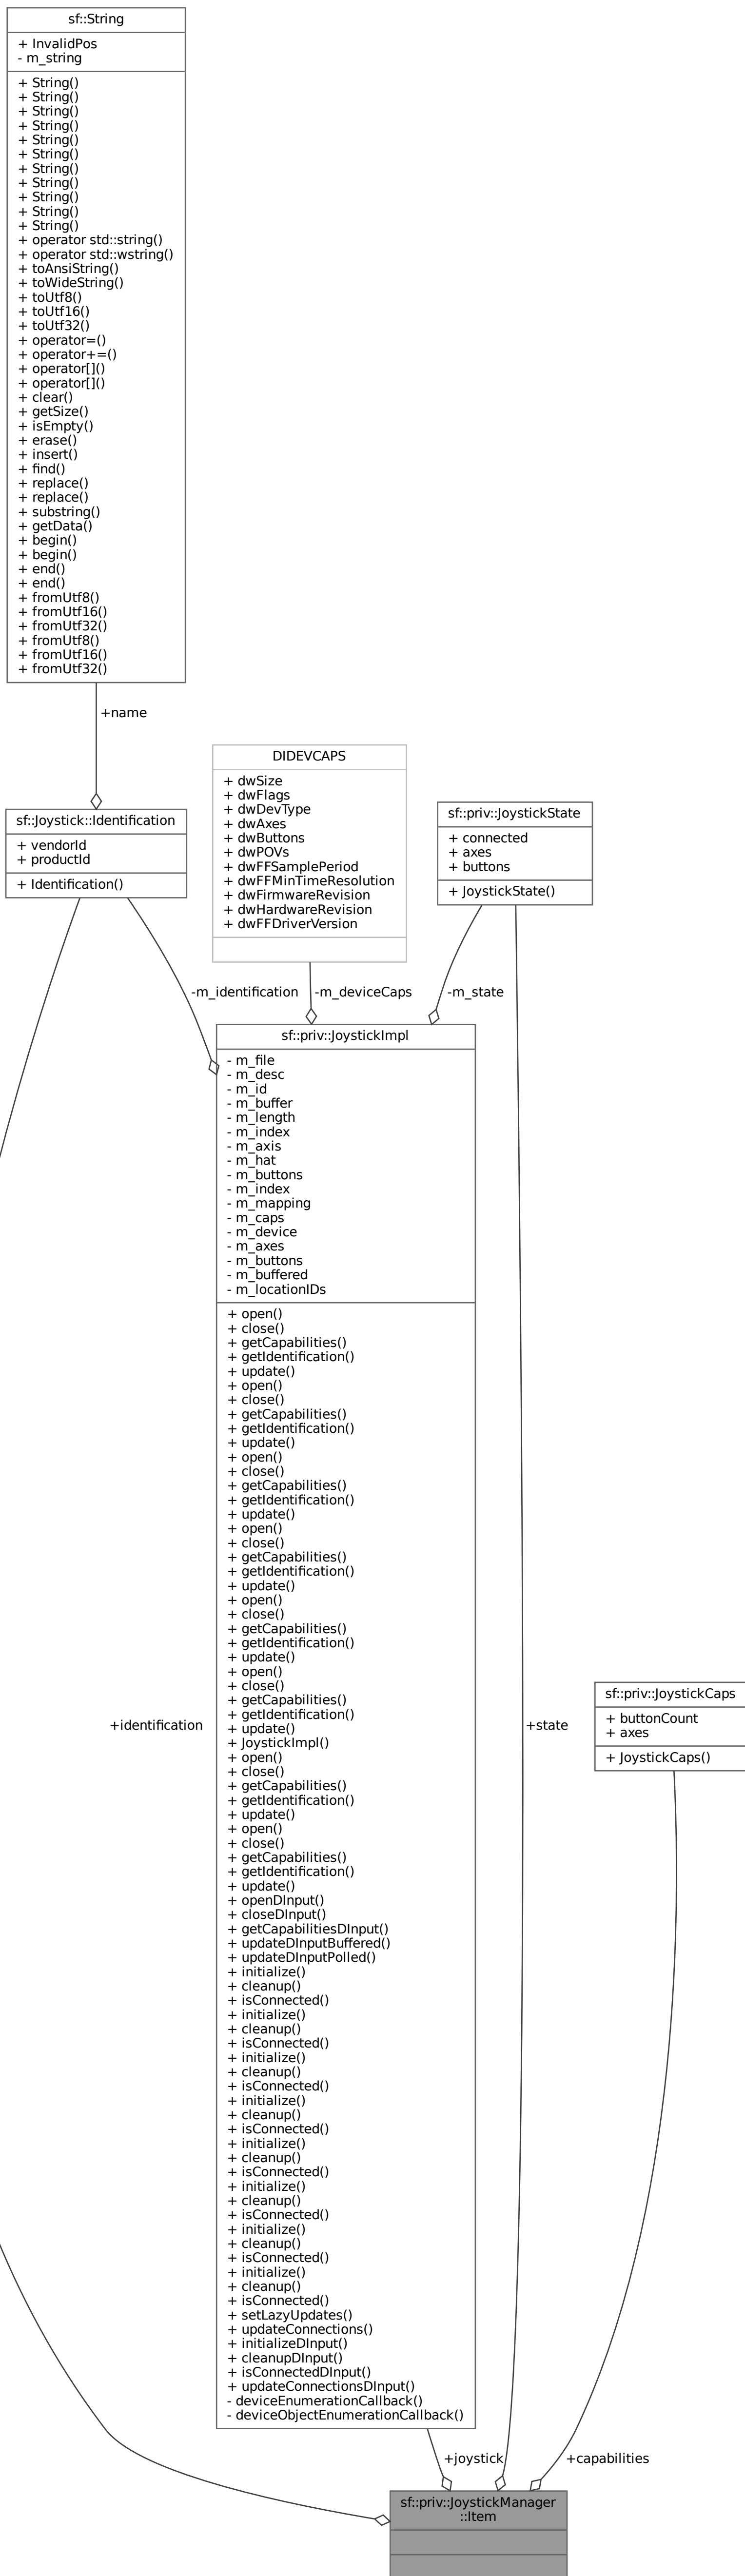 sf::String
+ InvalidPos
- m_string
+ String()
+ String()
+ String()
+ String()
+ String()
+ String()
+ String()
+ String()
+ String()
+ String()
+ String()
+ operator std::string()
+ operator std::wstring()
+ toAnsiString()
+ toWideString()
+ toUtf8()
+ toUtf16()
+ toUtf32()
+ operator=()
+ operator+=()
+ operator[]()
+ operator[]()
+ clear()
+ getSize()
+ isEmpty()
+ erase()
+ insert()
+ find()
+ replace()
+ replace()
+ substring()
+ getData()
+ begin()
+ begin()
+ end()
+ end()
+ fromUtf8()
+ fromUtf16()
+ fromUtf32()
+ fromUtf8()
+ fromUtf16()
+ fromUtf32()
+name
sf::Joystick::Identification
+ vendorId
+ productId
+ Identification()
DIDEVCAPS
+ dwSize
+ dwFlags
+ dwDevType
+ dwAxes
+ dwButtons
+ dwPOVs
+ dwFFSamplePeriod
+ dwFFMinTimeResolution
+ dwFirmwareRevision
+ dwHardwareRevision
+ dwFFDriverVersion
sf::priv::JoystickState
+ connected
+ axes
+ buttons
+ JoystickState()
-m_identification
-m_deviceCaps
-m_state
sf::priv::JoystickImpl
- m_file
- m_desc
- m_id
- m_buffer
- m_length
- m_index
- m_axis
- m_hat
- m_buttons
- m_index
- m_mapping
- m_caps
- m_device
- m_axes
- m_buttons
- m_buffered
- m_locationIDs
+ open()
+ close()
+ getCapabilities()
+ getIdentification()
+ update()
+ open()
+ close()
+ getCapabilities()
+ getIdentification()
+ update()
+ open()
+ close()
+ getCapabilities()
+ getIdentification()
+ update()
+ open()
+ close()
+ getCapabilities()
+ getIdentification()
+ update()
+ open()
+ close()
+ getCapabilities()
+ getIdentification()
+ update()
+ open()
+ close()
+ getCapabilities()
+ getIdentification()
+ update()
+ JoystickImpl()
+ open()
+ close()
+ getCapabilities()
+ getIdentification()
+ update()
+ open()
+ close()
+ getCapabilities()
+ getIdentification()
+ update()
+ openDInput()
+ closeDInput()
+ getCapabilitiesDInput()
+ updateDInputBuffered()
+ updateDInputPolled()
+ initialize()
+ cleanup()
+ isConnected()
+ initialize()
+ cleanup()
+ isConnected()
+ initialize()
+ cleanup()
+ isConnected()
+ initialize()
+ cleanup()
+ isConnected()
+ initialize()
+ cleanup()
+ isConnected()
+ initialize()
+ cleanup()
+ isConnected()
+ initialize()
+ cleanup()
+ isConnected()
+ initialize()
+ cleanup()
+ isConnected()
+ setLazyUpdates()
+ updateConnections()
+ initializeDInput()
+ cleanupDInput()
+ isConnectedDInput()
+ updateConnectionsDInput()
- deviceEnumerationCallback()
- deviceObjectEnumerationCallback()
+identification
+state
sf::priv::JoystickCaps
+ buttonCount
+ axes
+ JoystickCaps()
+joystick
+capabilities
sf::priv::JoystickManager
::Item